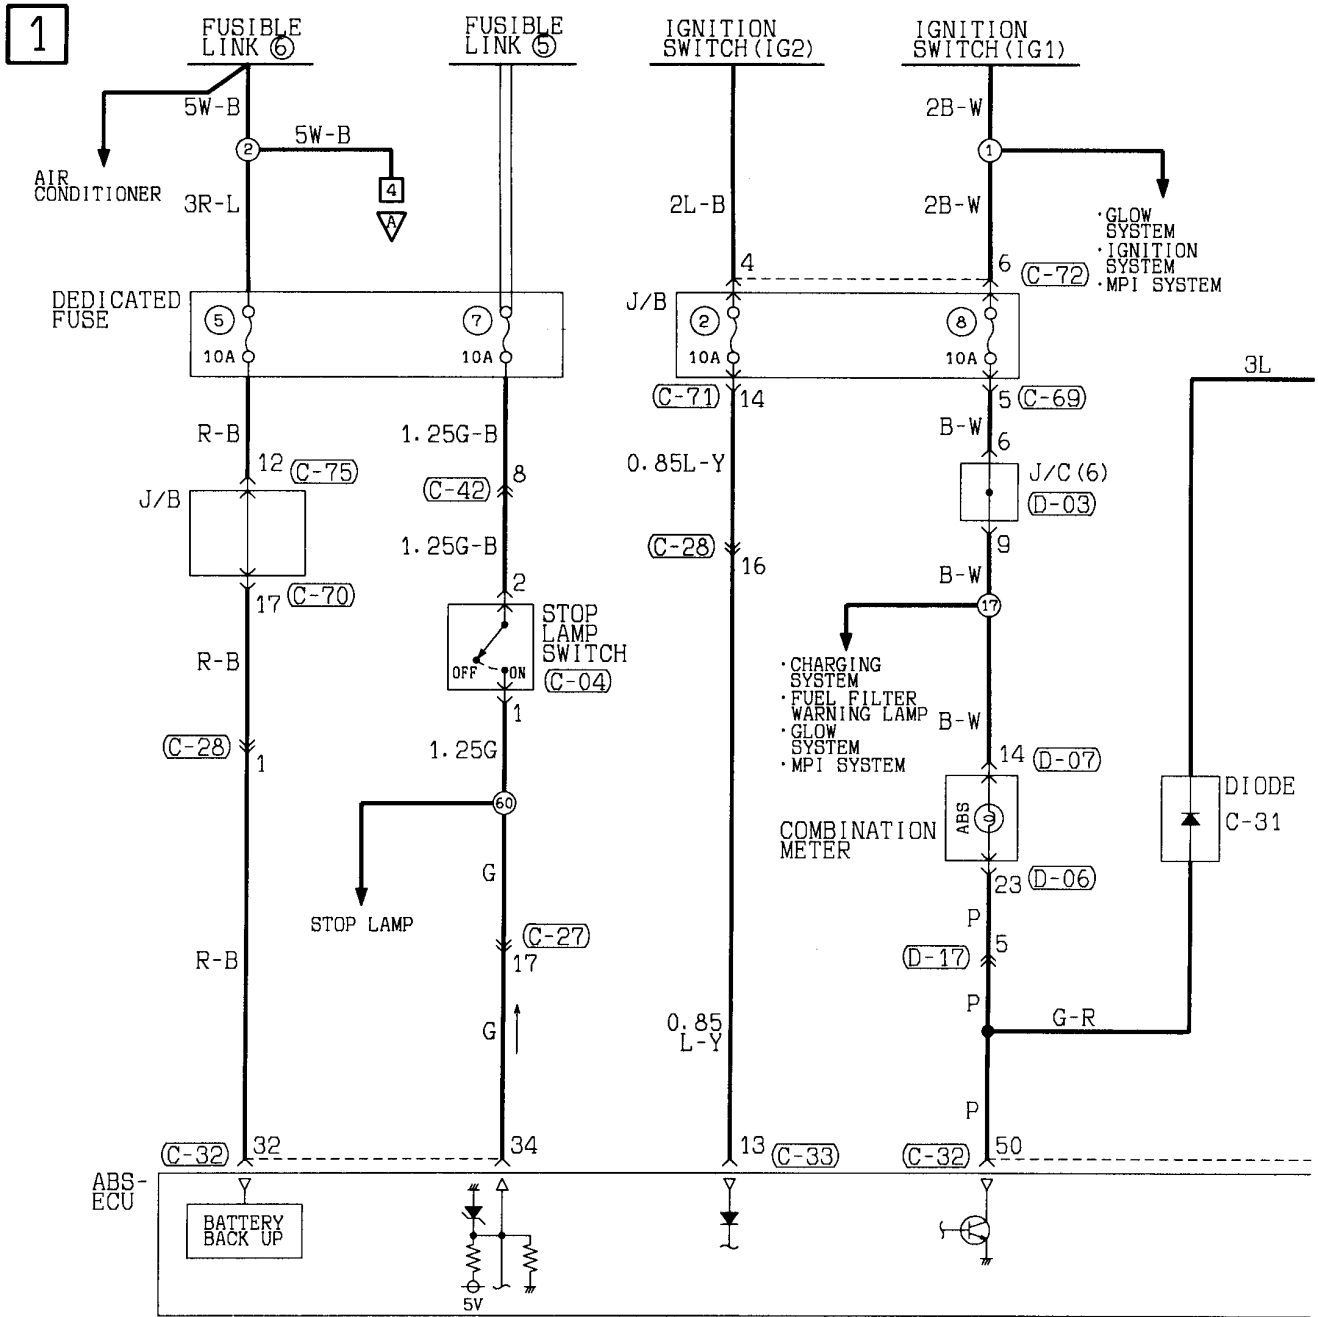 1
FUSIBLE
LINK ⑥
FUSIBLE
LINK ⑤
IGNITION
SWITCH(IG2)
IGNITION
SWITCH(IG1)
5W-B
2B-W
2
5W-B
1
AIR
CONDITIONER
4
A
3R-L
2L-B
2B-W
·GLOW
SYSTEM
·IGNITION
SYSTEM
·MPI SYSTEM
4
6
C-72
DEDICATED
FUSE
5
10A
7
10A
J/B
2
10A
8
10A
3L
C-71
14
5
C-69
R-B
1.25G-B
B-W
6
12
C-75
C-42
8
0.85L-Y
J/C(6)
D-03
J/B
1.25G-B
C-28
16
9
B-W
17
C-70
2
17
STOP
LAMP
SWITCH
C-04
OFF
ON
R-B
1
·CHARGING
SYSTEM
·FUEL FILTER
WARNING LAMP
·GLOW
SYSTEM
·MPI SYSTEM
B-W
C-28
1
1.25G
14
D-07
60
COMBINATION
METER
ABS
DIODE
C-31
G
23
D-06
STOP LAMP
P
R-B
C-27
17
D-17
5
G
0.85
L-Y
P
G-R
P
C-32
32
34
13
C-33
C-32
50
ABS-
ECU
BATTERY
BACK UP
5V